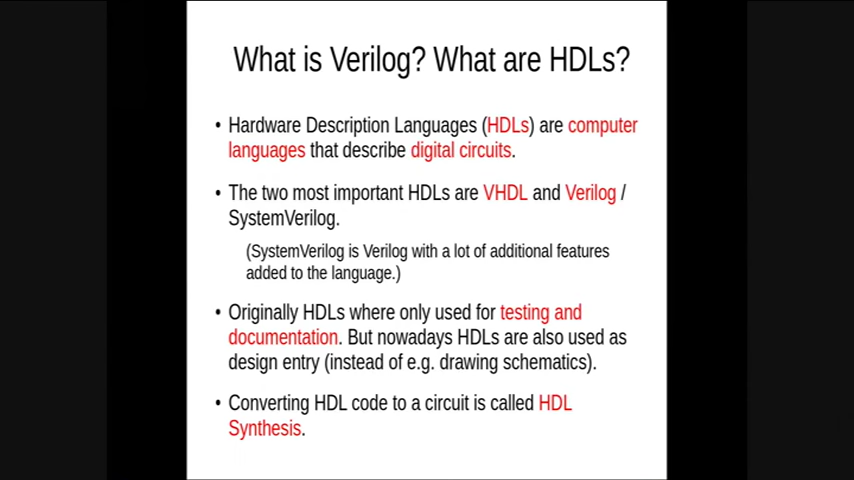 What is Verilog? What are HDLs?
• Hardware Description Languages (HDLs) are computer
languages that describe digital circuits.
• The two most important HDLs are VHDL and Verilog /
SystemVerilog.
(SystemVerilog is Verilog with a lot of additional features
added to the language.)
• Originally HDLs where only used for testing and
documentation. But nowadays HDLs are also used as
design entry (instead of e.g. drawing schematics).
• Converting HDL code to a circuit is called HDL
Synthesis.